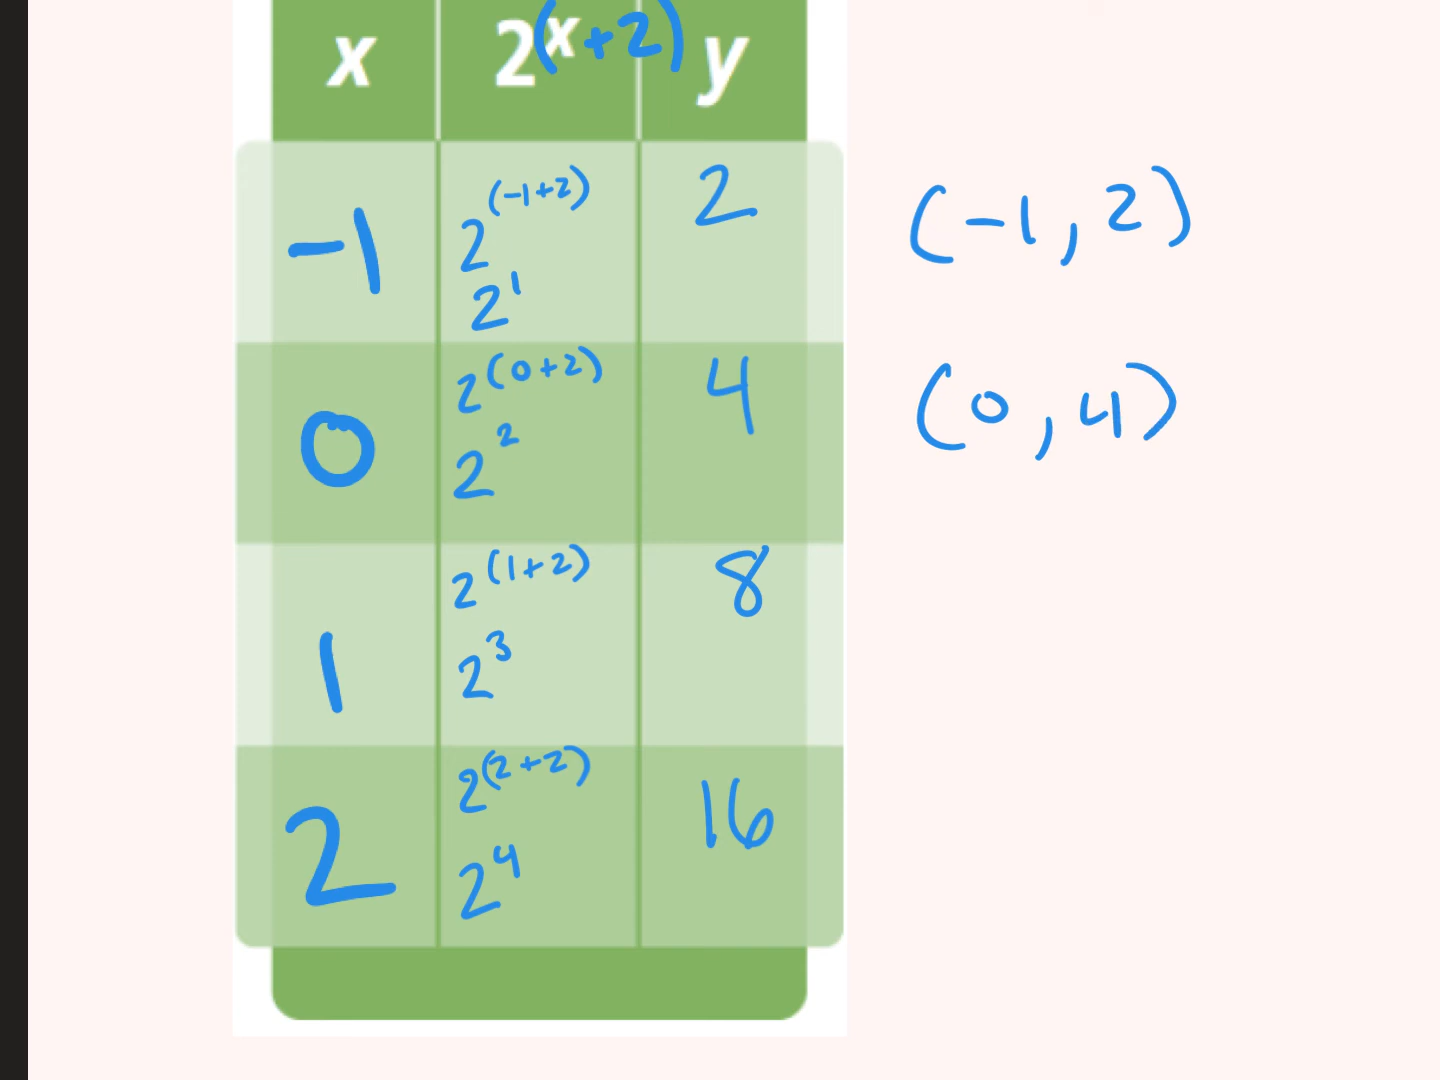 x 2^(x+2) y
-1 2^(-1+2) 2 (-1, 2)
2^1
0 2^(0+2) 4 (0, 4)
2^2
1 2^(1+2) 8
2^3
2 2^(2+2) 16
2^4